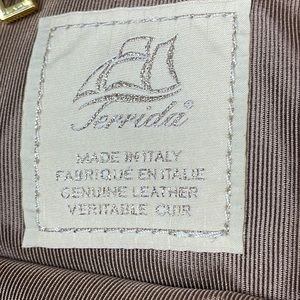 Terrida
MADE IN ITALY
FABRIQUE EN ITALIE
GENUINE LEATHER
VERITABLE CUIR